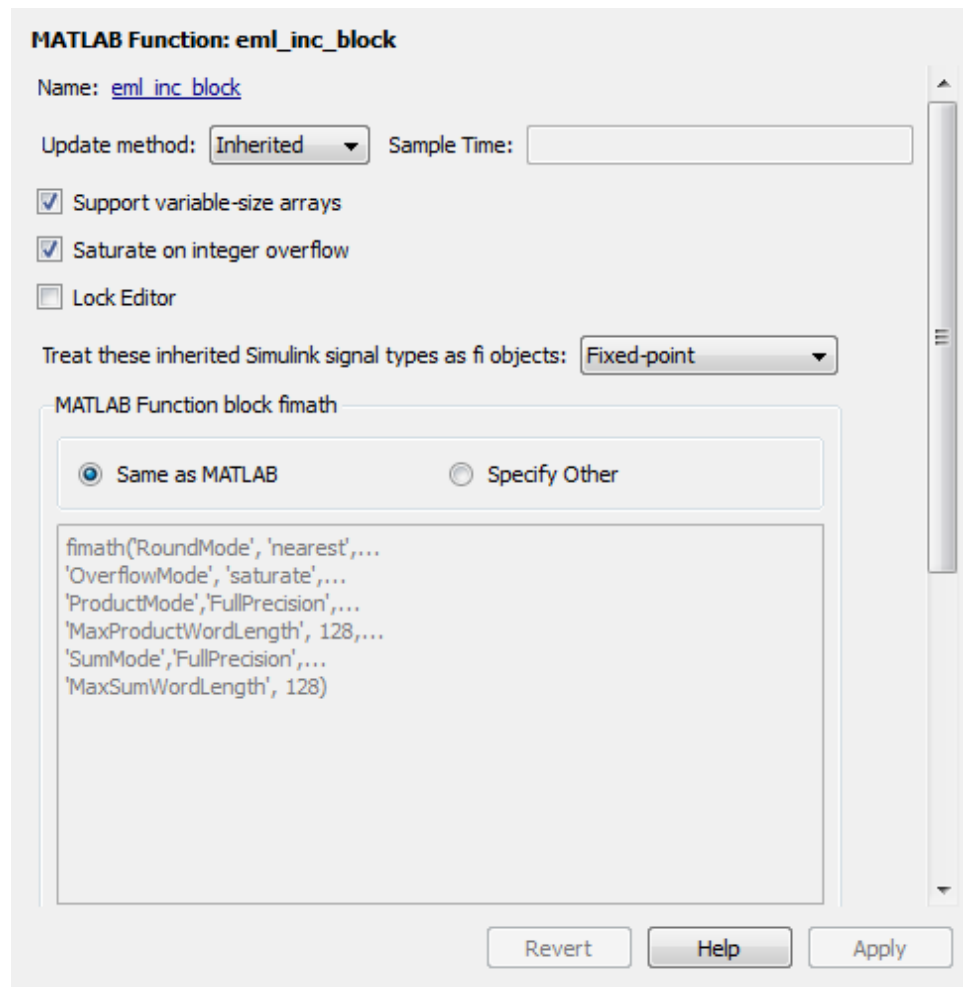 MATLAB Function: eml_inc_block
Name: eml_inc_block
Update method: Inherited Sample Time:
Support variable-size arrays
Saturate on integer overflow
Lock Editor
Treat these inherited Simulink signal types as fi objects: Fixed-point
MATLAB Function block fimath
Same as MATLAB Specify Other
fimath('RoundMode', 'nearest',...
'OverflowMode', 'saturate',...
'ProductMode','FullPrecision',...
'MaxProductWordLength', 128,...
'SumMode','FullPrecision',...
'MaxSumWordLength', 128)
Revert Help Apply